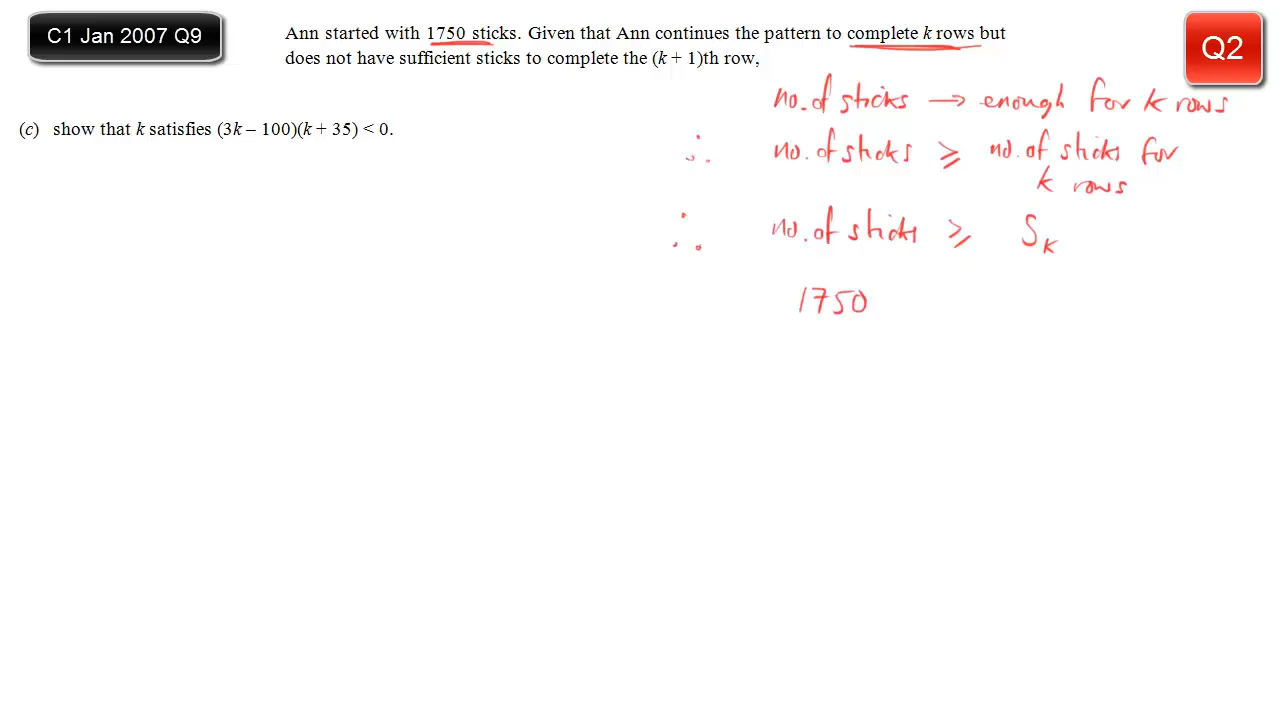 C1 Jan 2007 Q9
Ann started with 1750 sticks. Given that Ann continues the pattern to complete k rows but
does not have sufficient sticks to complete the (k + 1)th row,
Q2
no. of sticks → enough for k rows
(c) show that k satisfies (3k – 100)(k + 35) < 0.
∴ no. of sticks ⩾ no. of sticks for
k rows
∴ no. of sticks ⩾ Sk
1750